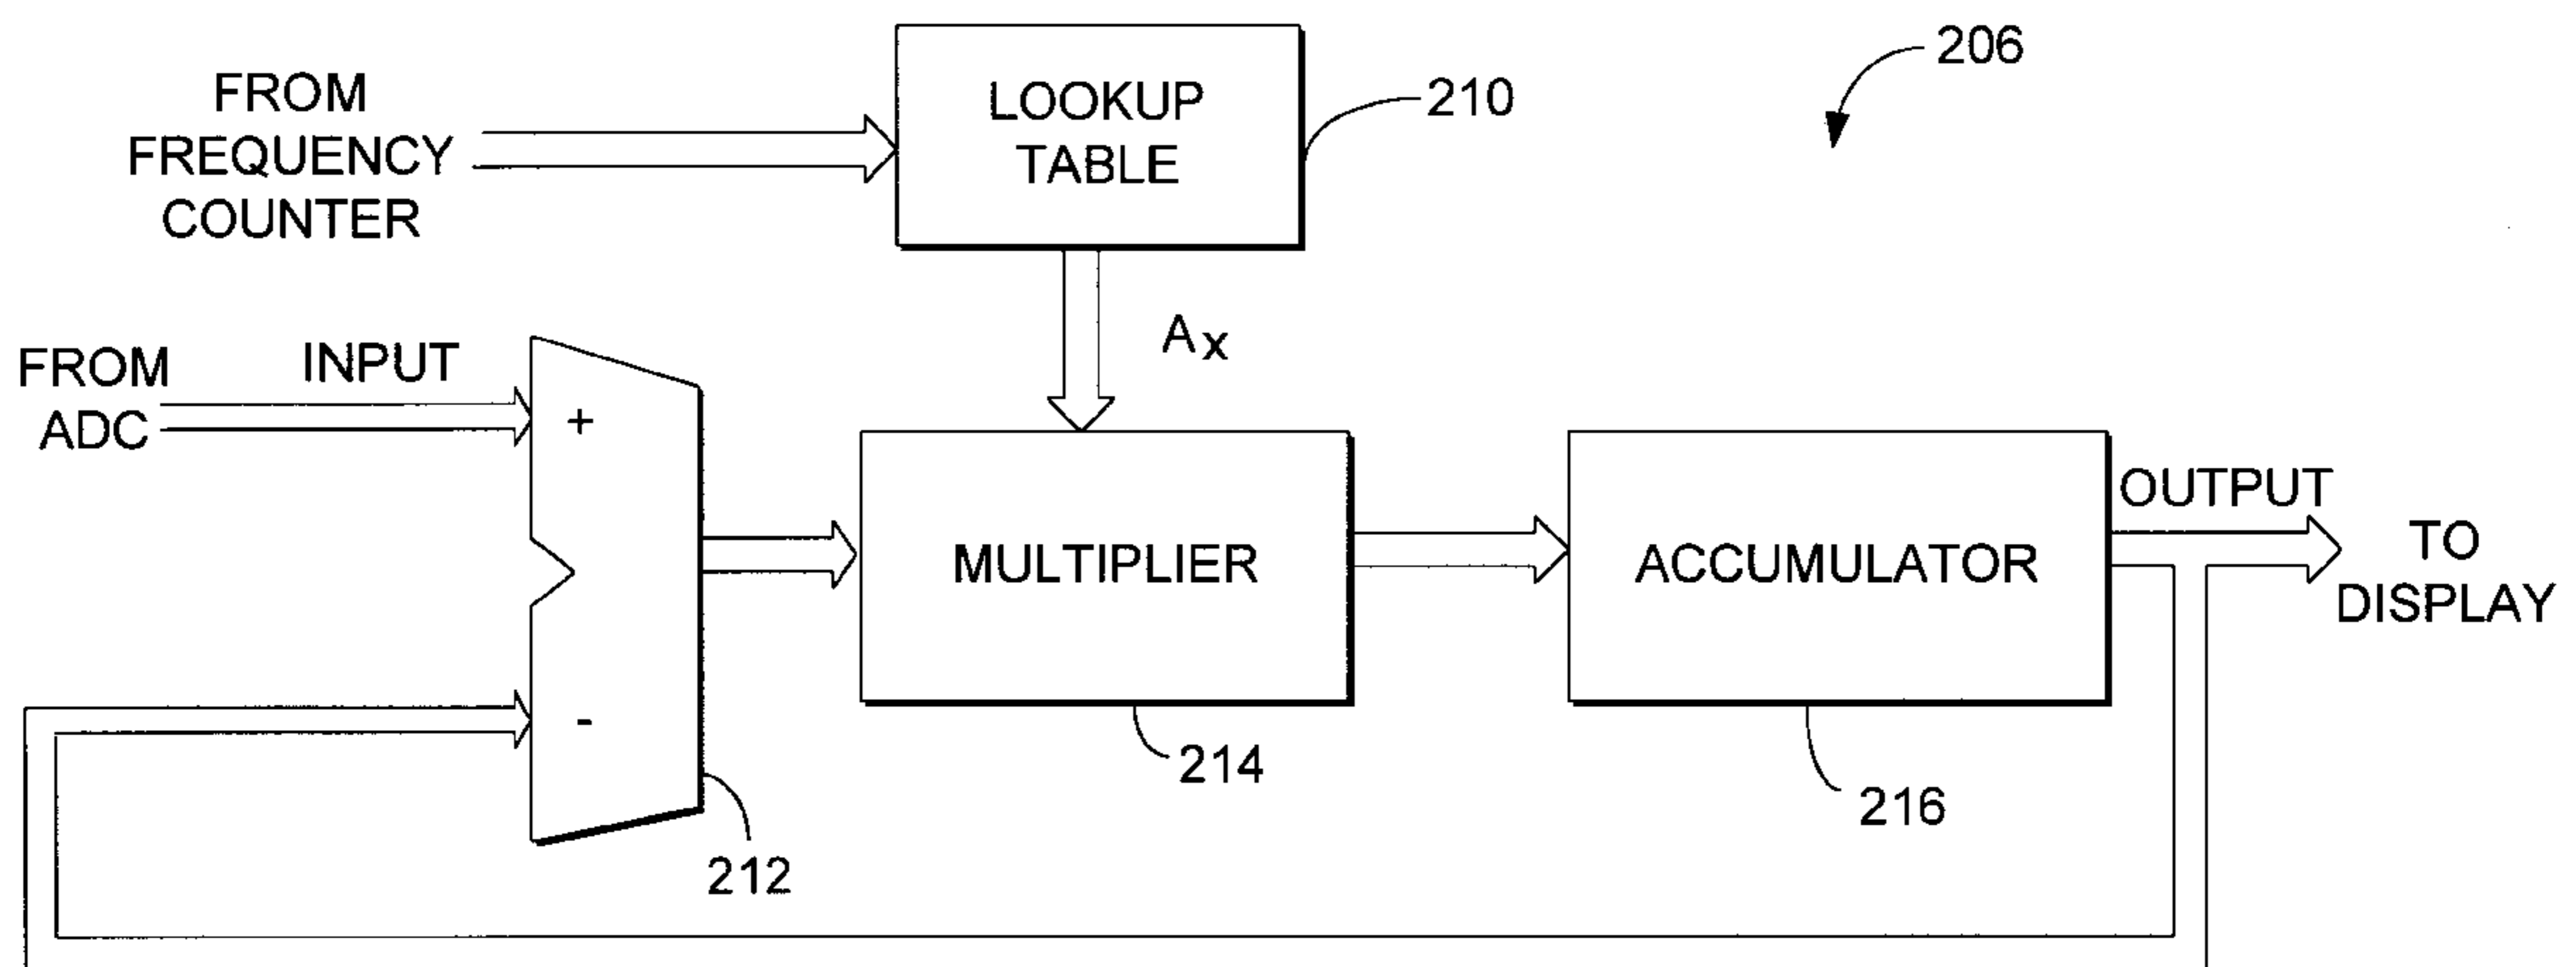 FROM
FREQUENCY
COUNTER
LOOKUP
TABLE
210
206
Ax
FROM
ADC
INPUT
+
-
212
MULTIPLIER
214
ACCUMULATOR
216
OUTPUT
TO
DISPLAY